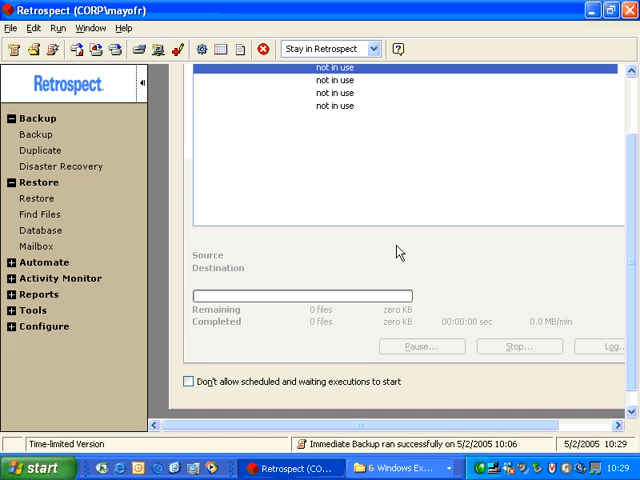 Retrospect (CORP\mayofr)
File Edit Run Window Help
Stay in Retrospect
Retrospect
not in use
not in use
not in use
not in use
Backup
Backup
Duplicate
Disaster Recovery
Restore
Restore
Find Files
Database
Mailbox
Automate
Activity Monitor
Reports
Tools
Configure
Source
Destination
Remaining 0 files zero KB
Completed 0 files zero KB 00:00:00 sec 0.0 MB/min
Pause... Stop... Log...
Don't allow scheduled and waiting executions to start
Time-limited Version Immediate Backup ran successfully on 5/2/2005 10:06 5/2/2005 10:29
start Retrospect (CO... 6 Windows Ex... 10:29